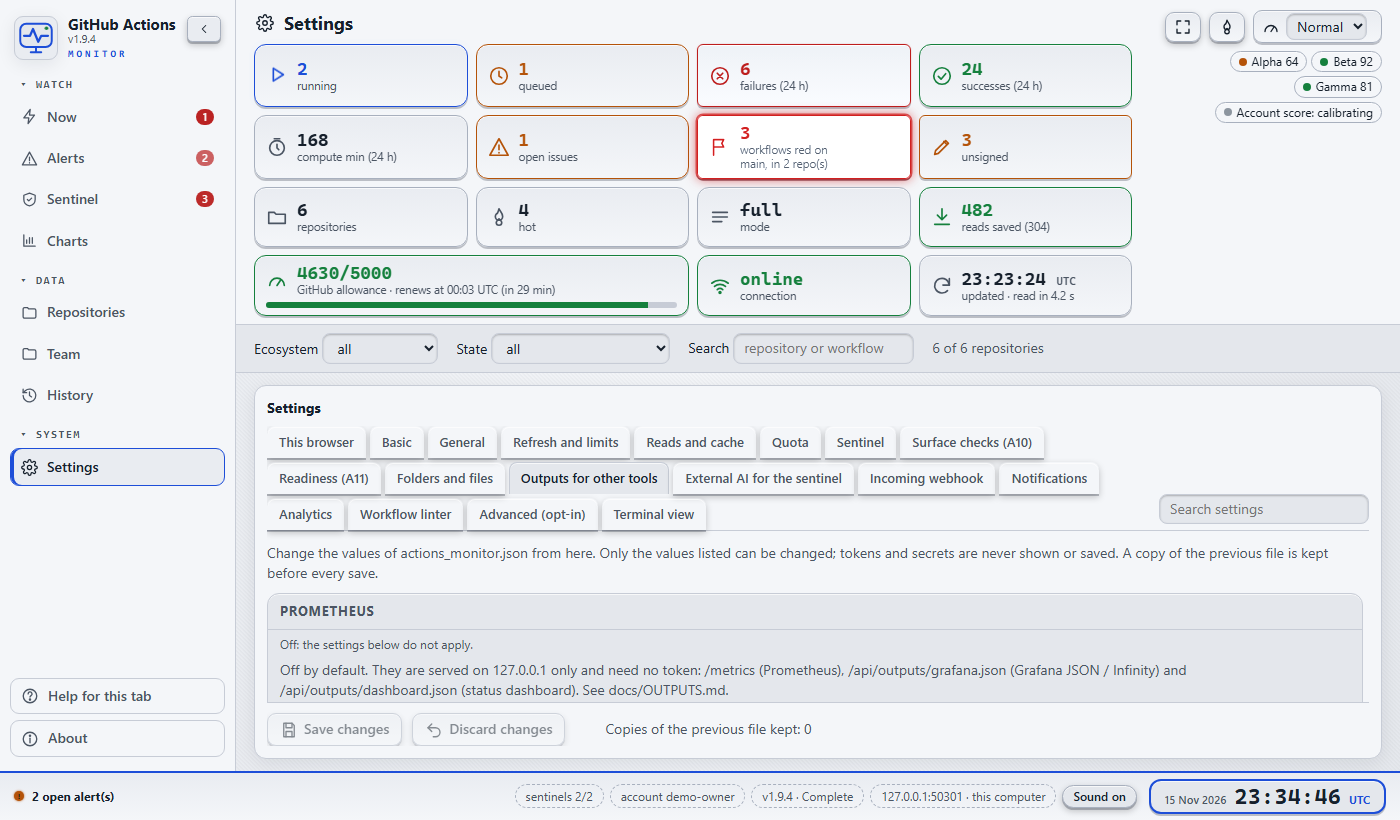 GitHub Actions
v1.9.4
MONITOR
WATCH
Now
1
Alerts
2
Sentinel
3
Charts
DATA
Repositories
Team
History
SYSTEM
Settings
Help for this tab
About
Settings
Normal
Alpha 64
Beta 92
Gamma 81
Account score: calibrating
2
running
1
queued
6
failures (24 h)
24
successes (24 h)
168
compute min (24 h)
1
open issues
3
workflows red on
main, in 2 repo(s)
3
unsigned
6
repositories
4
hot
full
mode
482
reads saved (304)
4630/5000
GitHub allowance · renews at 00:03 UTC (in 29 min)
online
connection
23:23:24 UTC
updated · read in 4.2 s
Ecosystem all State all Search repository or workflow 6 of 6 repositories
Settings
This browser Basic General Refresh and limits Reads and cache Quota Sentinel Surface checks (A10)
Readiness (A11) Folders and files Outputs for other tools External AI for the sentinel Incoming webhook Notifications
Analytics Workflow linter Advanced (opt-in) Terminal view
Search settings
Change the values of actions_monitor.json from here. Only the values listed can be changed; tokens and secrets are never shown or saved. A copy of the previous file is kept
before every save.
PROMETHEUS
Off: the settings below do not apply.
Off by default. They are served on 127.0.0.1 only and need no token: /metrics (Prometheus), /api/outputs/grafana.json (Grafana JSON / Infinity) and
/api/outputs/dashboard.json (status dashboard). See docs/OUTPUTS.md.
Save changes Discard changes Copies of the previous file kept: 0
2 open alert(s)
sentinels 2/2
account demo-owner
v1.9.4 · Complete
127.0.0.1:50301 · this computer
Sound on
15 Nov 2026 23:34:46 UTC